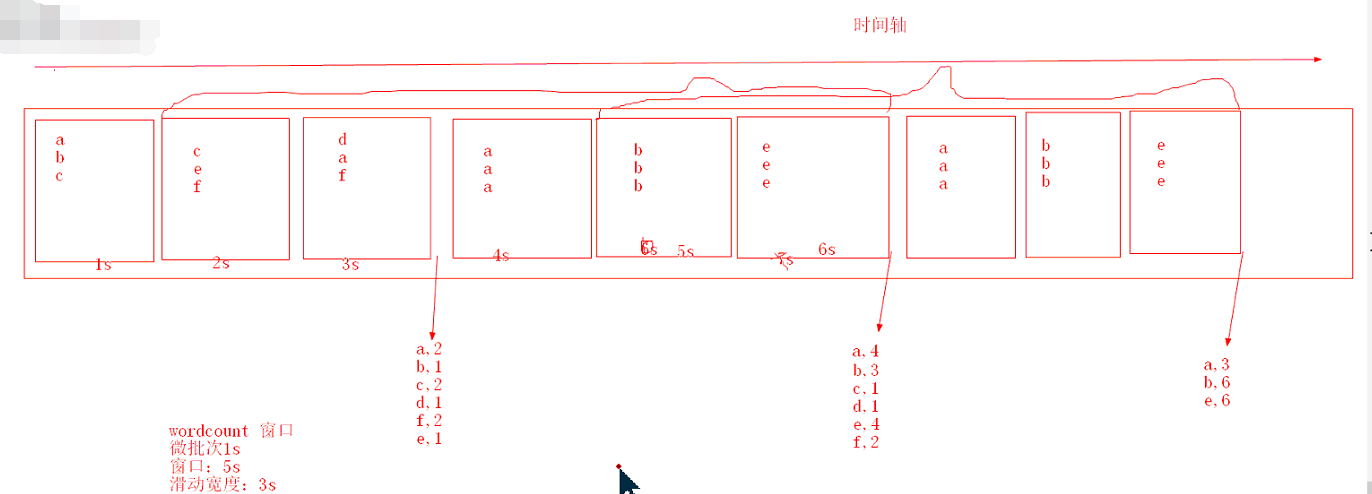 时间轴
a
b
c
c
e
f
d
a
f
a
a
a
b
b
b
e
e
e
a
a
a
b
b
b
e
e
e
1s
2s
3s
4s
6s
5s
7s
6s
a,2
b,1
c,2
d,1
f,2
e,1
a,4
b,3
c,1
d,1
e,4
f,2
a,3
b,6
e,6
wordcount 窗口
微批次1s
窗口：5s
滑动宽度：3s